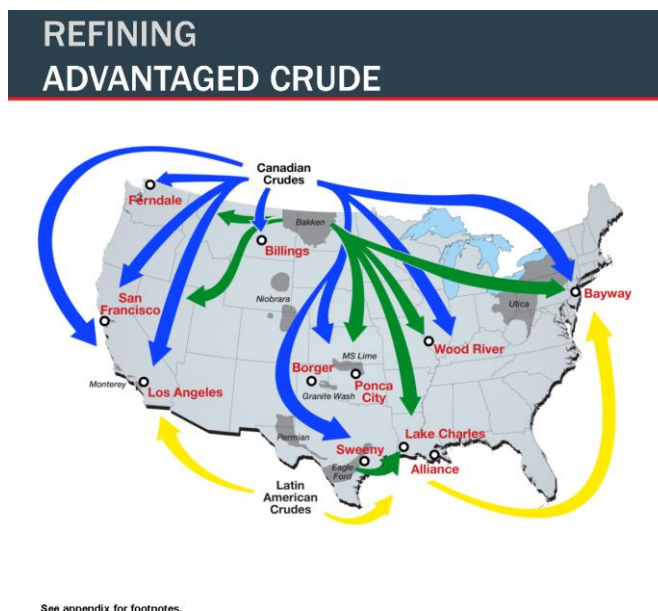 REFINING
ADVANTAGED CRUDE
Canadian
Crudes
Ferndale
Bakken
Billings
San
Francisco
Niobrara
Utica
Bayway
Wood River
MS Lime
Borger
Ponca
City
Granite Wash
Monterey
Los Angeles
Permian
Lake Charles
Sweeny
Alliance
Eagle
Ford
Latin
American
Crudes
See appendix for footnotes.